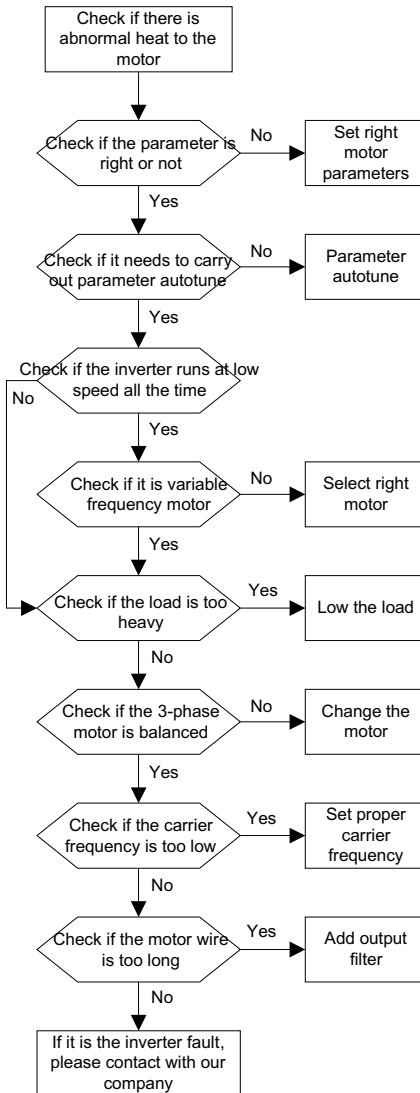 Check if there is
abnormal heat to the
motor
Check if the parameter is
right or not
No
Set right
motor
parameters
Yes
Check if it needs to carry
out parameter autotune
No
Parameter
autotune
Yes
Check if the inverter runs at low
speed all the time
No
Yes
Check if it is variable
frequency motor
No
Select right
motor
Yes
Check if the load is too
heavy
Yes
Low the load
No
Check if the 3-phase
motor is balanced
No
Change the
motor
Yes
Check if the carrier
frequency is too low
Yes
Set proper
carrier
frequency
No
Check if the motor wire
is too long
Yes
Add output
filter
No
If it is the inverter fault,
please contact with our
company